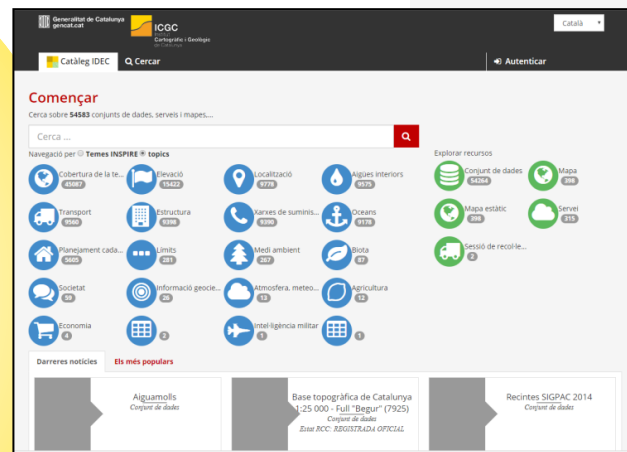 Generalitat de Catalunya
gencat.cat
ICGC
Institut
Cartogràfic i Geològic
de Catalunya
Català
Catàleg IDEC
Cercar
Autenticar
Començar
Cerca sobre 54583 conjunts de dades, serveis i mapes,...
Cerca ...
Navegació per Temes INSPIRE topics
Explorar recursos
Cobertura de la te...
45087
Elevació
15422
Localització
9778
Aigües interiors
9575
Transport
9560
Estructura
9398
Xarxes de suminis...
9390
Oceans
9178
Planejament cada...
5605
Límits
281
Medi ambient
267
Biota
87
Societat
59
Informació geocie...
26
Atmosfera, meteo...
13
Agricultura
12
Economia
4
2
Intel·ligència militar
1
1
Conjunt de dades
54264
Mapa
398
Mapa estàtic
398
Servei
315
Sessió de recol·le...
2
Darreres notícies
Els més populars
Aiguamolls
Conjunt de dades
Base topogràfica de Catalunya
1:25 000 - Full "Begur" (7925)
Conjunt de dades
Estat RCC: REGISTRADA OFICIAL
Recintes SIGPAC 2014
Conjunt de dades